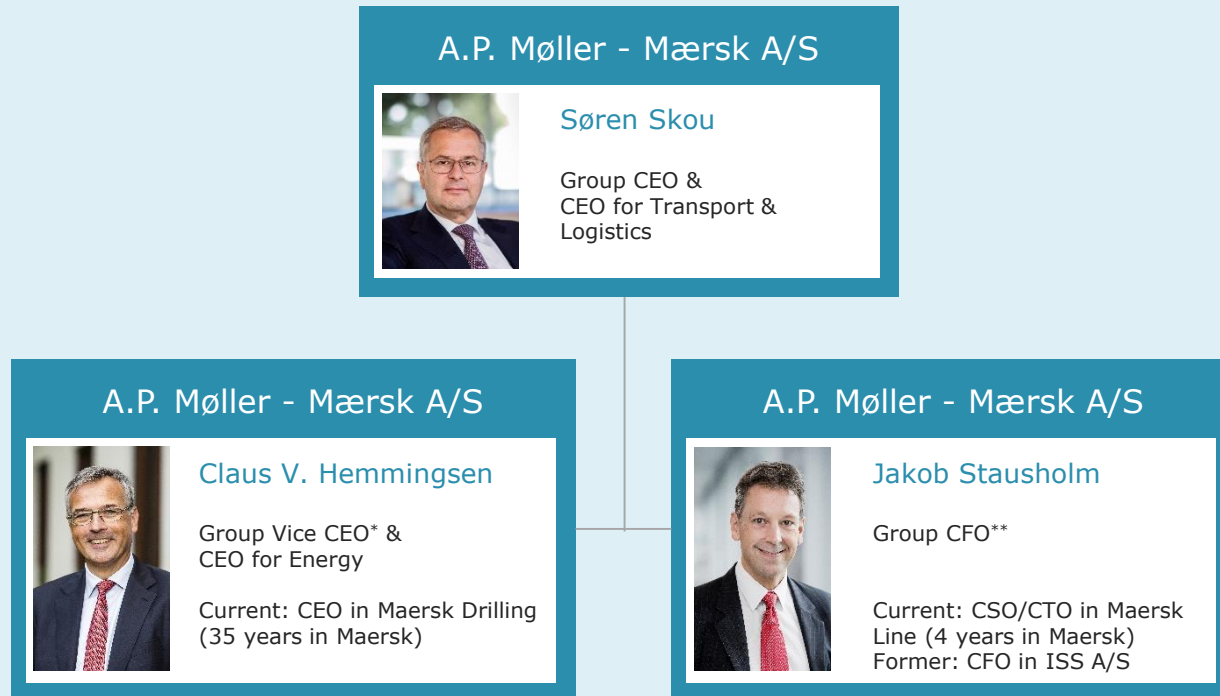 A.P. Møller - Mærsk A/S
Søren Skou
Group CEO &
CEO for Transport &
Logistics
A.P. Møller - Mærsk A/S
Claus V. Hemmingsen
Group Vice CEO* &
CEO for Energy
Current: CEO in Maersk Drilling
(35 years in Maersk)
A.P. Møller - Mærsk A/S
Jakob Stausholm
Group CFO**
Current: CSO/CTO in Maersk
Line (4 years in Maersk)
Former: CFO in ISS A/S